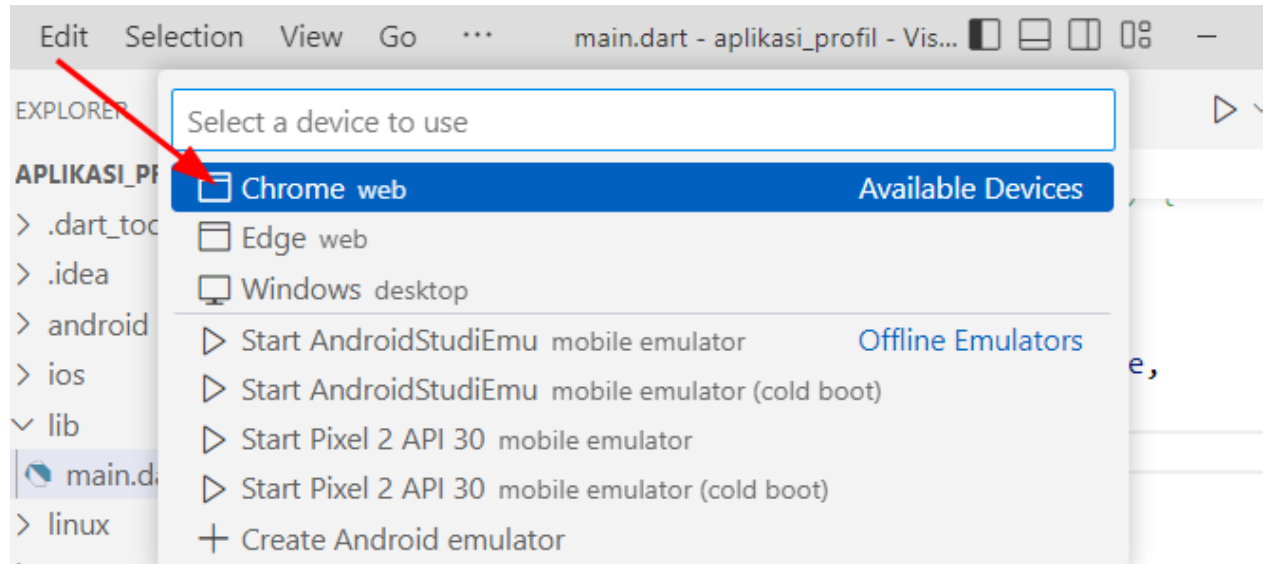 Edit Selection View Go ··· main.dart - aplikasi_profil - Vis...
EXPLORER
Select a device to use
APLIKASI_PF
Chrome web Available Devices
> .dart_toc
Edge web
> .idea
Windows desktop
> android
Start AndroidStudiEmu mobile emulator Offline Emulators
e,
> ios
Start AndroidStudiEmu mobile emulator (cold boot)
lib
Start Pixel 2 API 30 mobile emulator
main.da
Start Pixel 2 API 30 mobile emulator (cold boot)
> linux
+ Create Android emulator